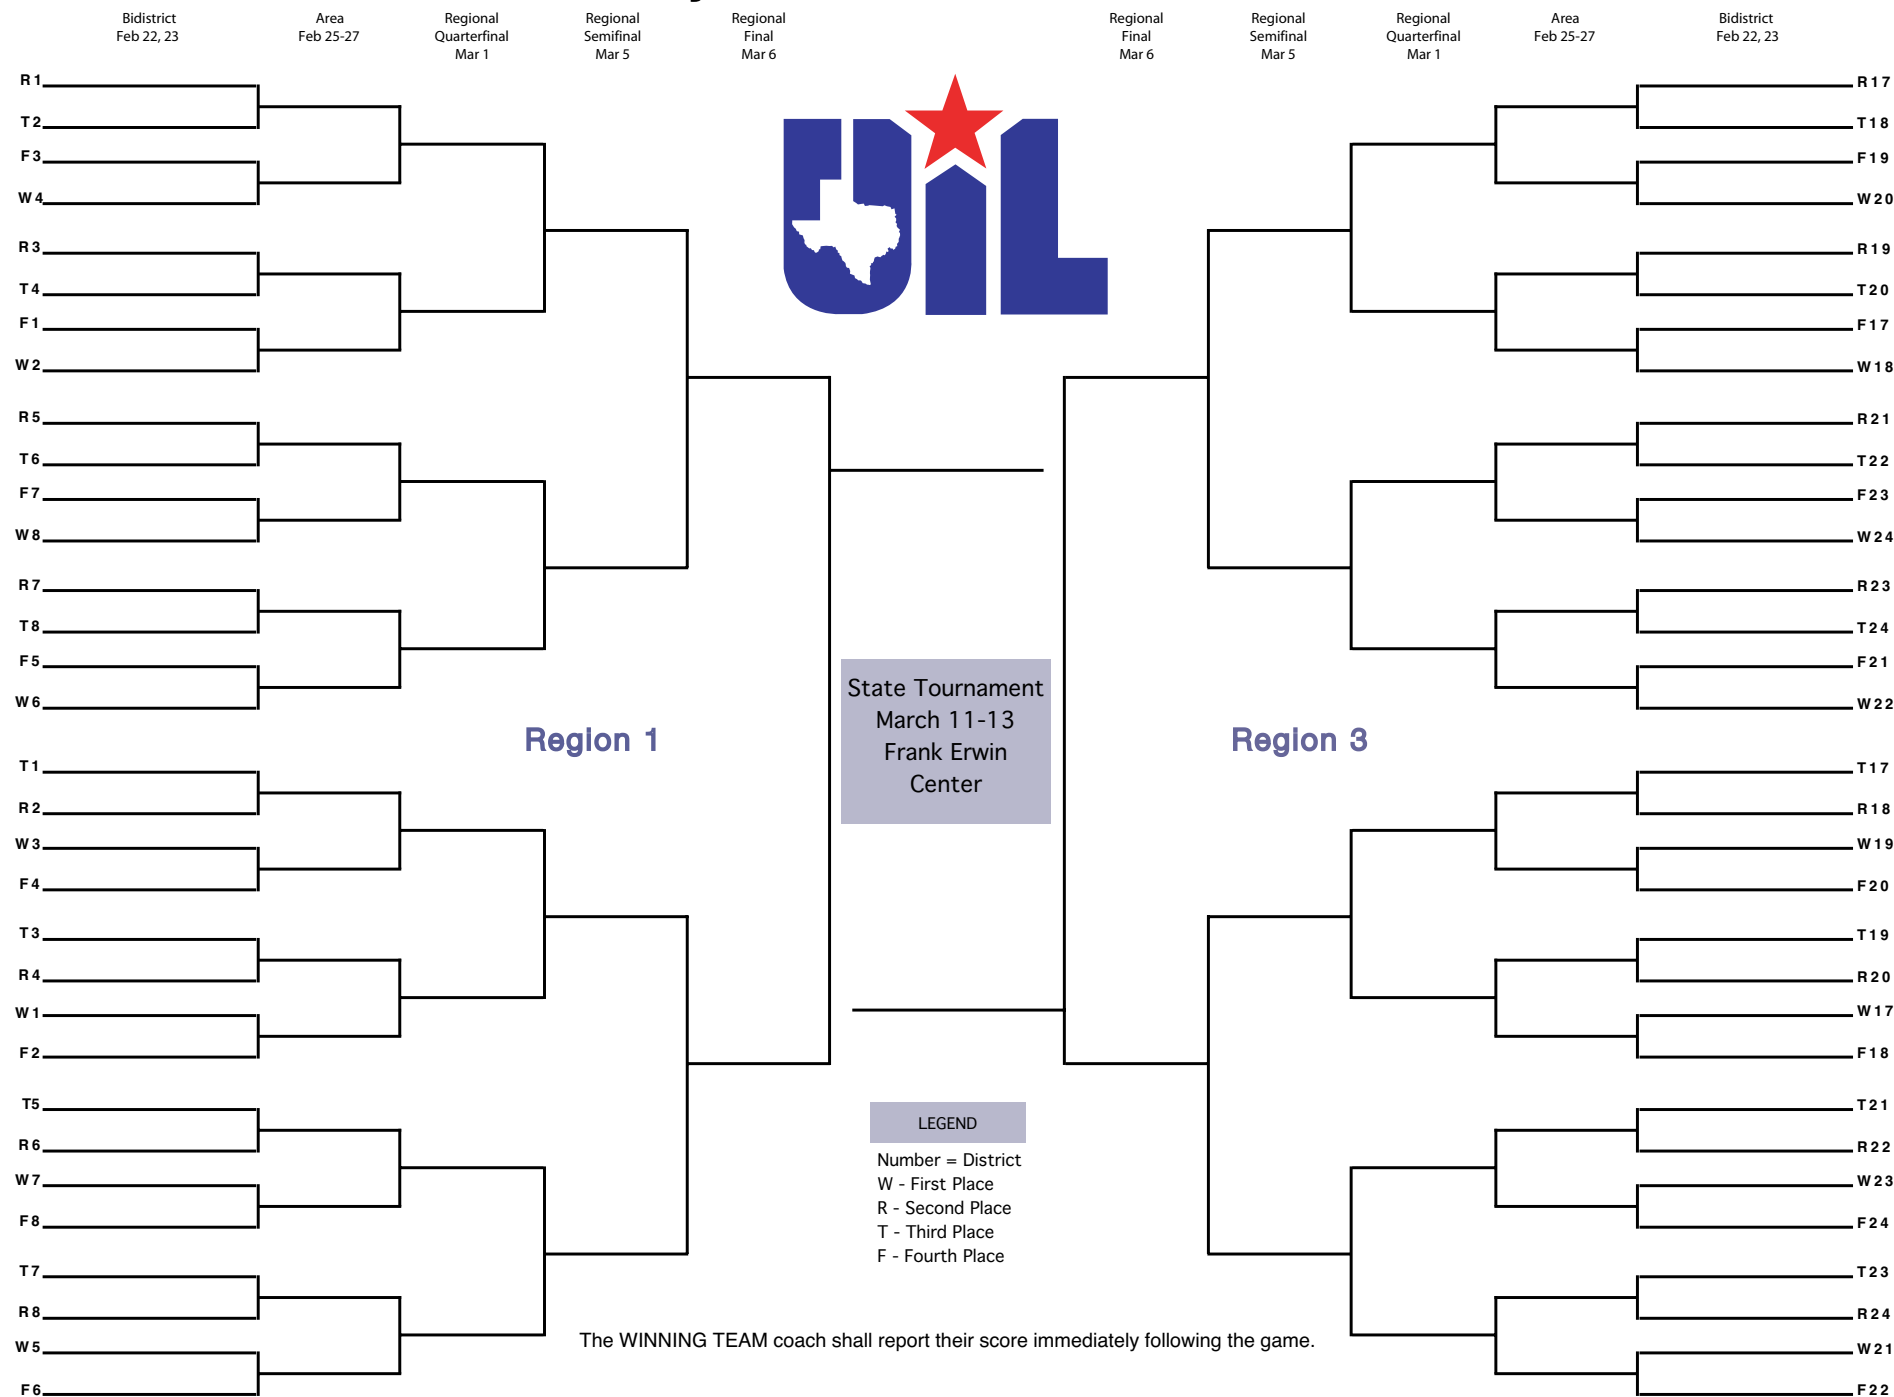 Bidistrict
Feb 22, 23
Area
Feb 25-27
Regional
Quarterfinal
Mar 1
Regional
Semifinal
Mar 5
Regional
Final
Mar 6
Regional
Final
Mar 6
Regional
Semifinal
Mar 5
Regional
Quarterfinal
Mar 1
Area
Feb 25-27
Bidistrict
Feb 22, 23
R1
T2
F3
W4
R3
T4
F1
W2
R5
T6
F7
W8
R7
T8
F5
W6
Region 1
T1
R2
W3
F4
T3
R4
W1
F2
T5
R6
W7
F8
T7
R8
W5
F6
UIL
State Tournament
March 11-13
Frank Erwin
Center
LEGEND
Number = District
W - First Place
R - Second Place
T - Third Place
F - Fourth Place
The WINNING TEAM coach shall report their score immediately following the game.
R17
T18
F19
W20
R19
T20
F17
W18
R21
T22
F23
W24
R23
T24
F21
W22
Region 3
T17
R18
W19
F20
T19
R20
W17
F18
T21
R22
W23
F24
T23
R24
W21
F22